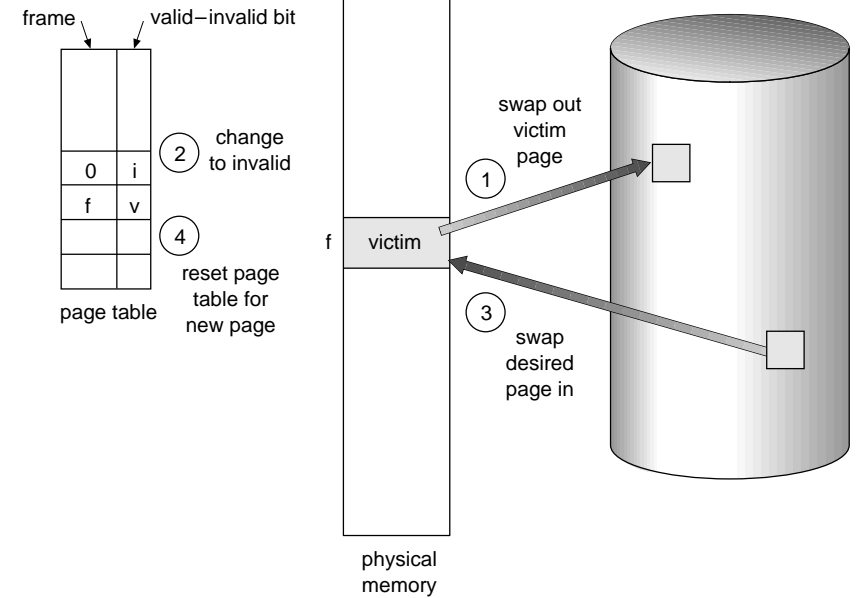 frame
valid–invalid bit
0 i
f v
2
change
to invalid
4
reset page
table for
new page
page table
f
victim
physical
memory
1
swap out
victim
page
3
swap
desired
page in